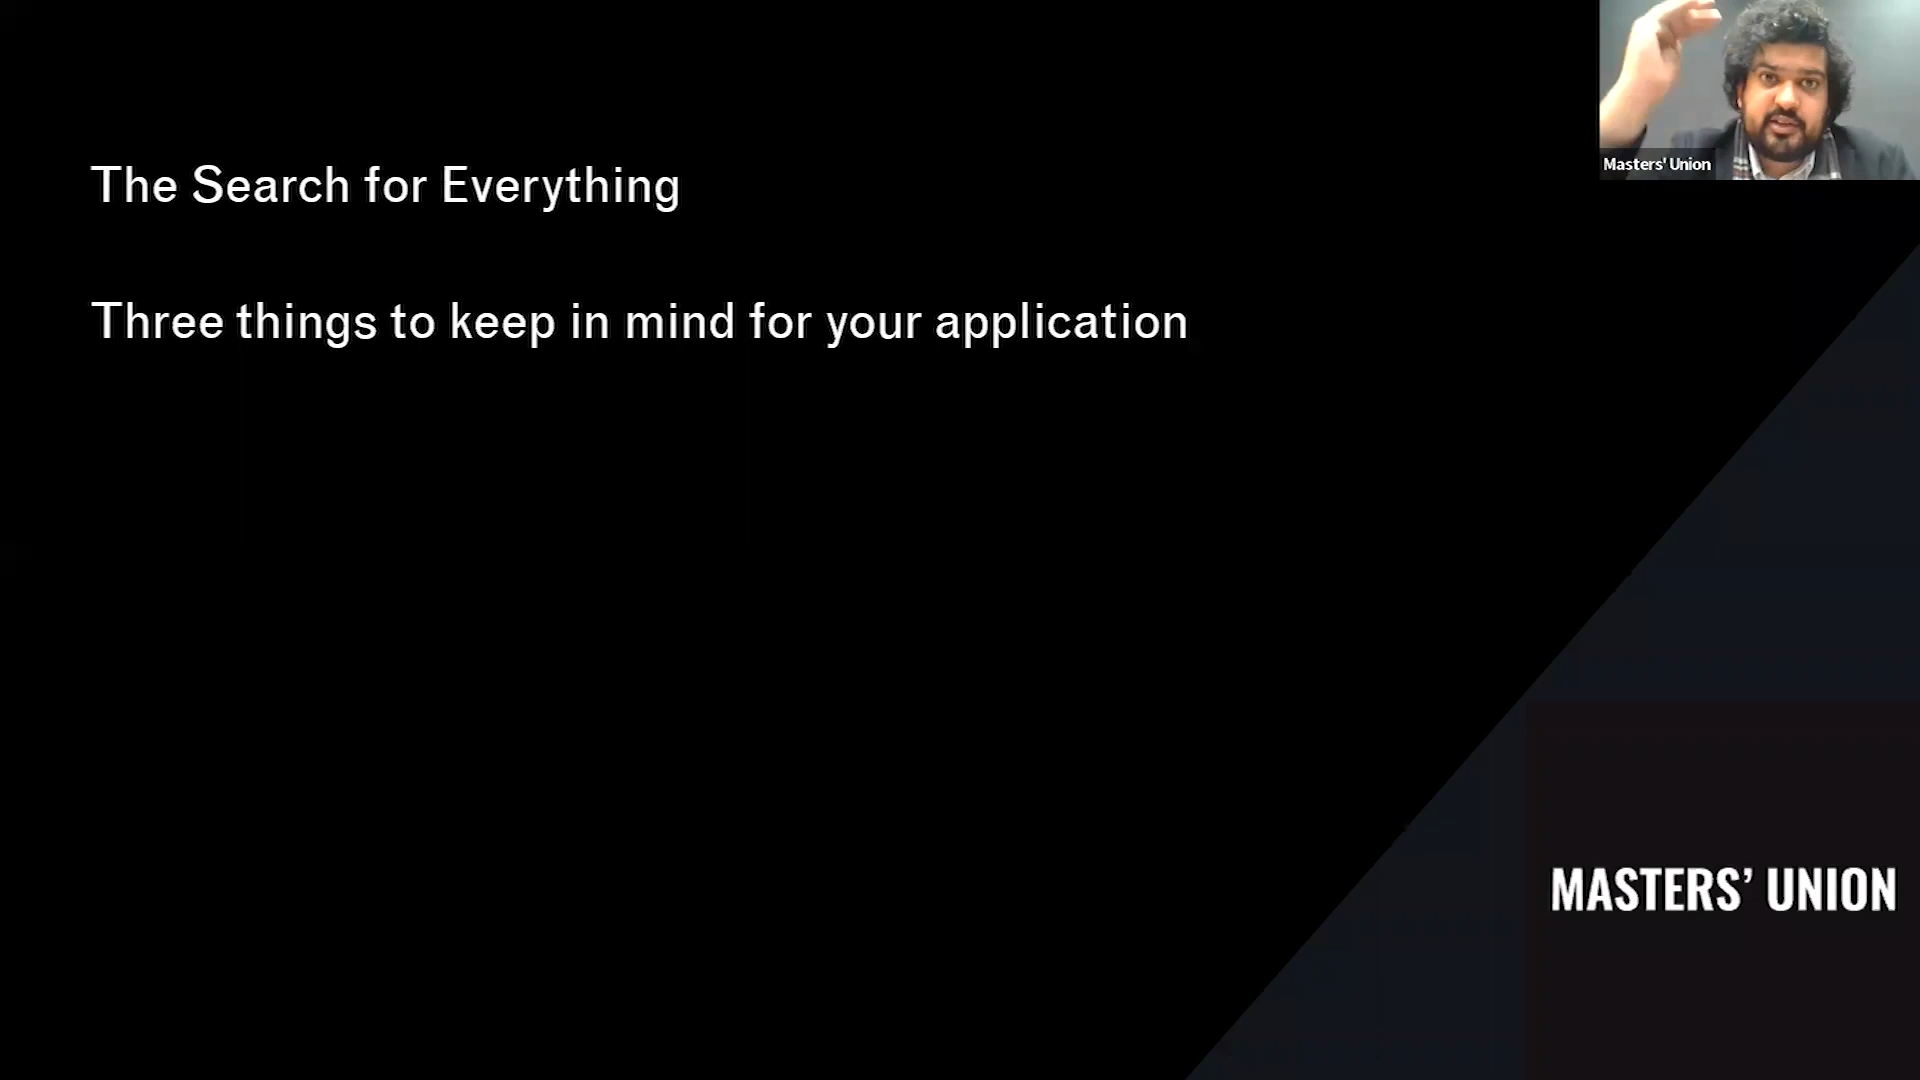 Masters' Union
The Search for Everything
Three things to keep in mind for your application
MASTERS’ UNION